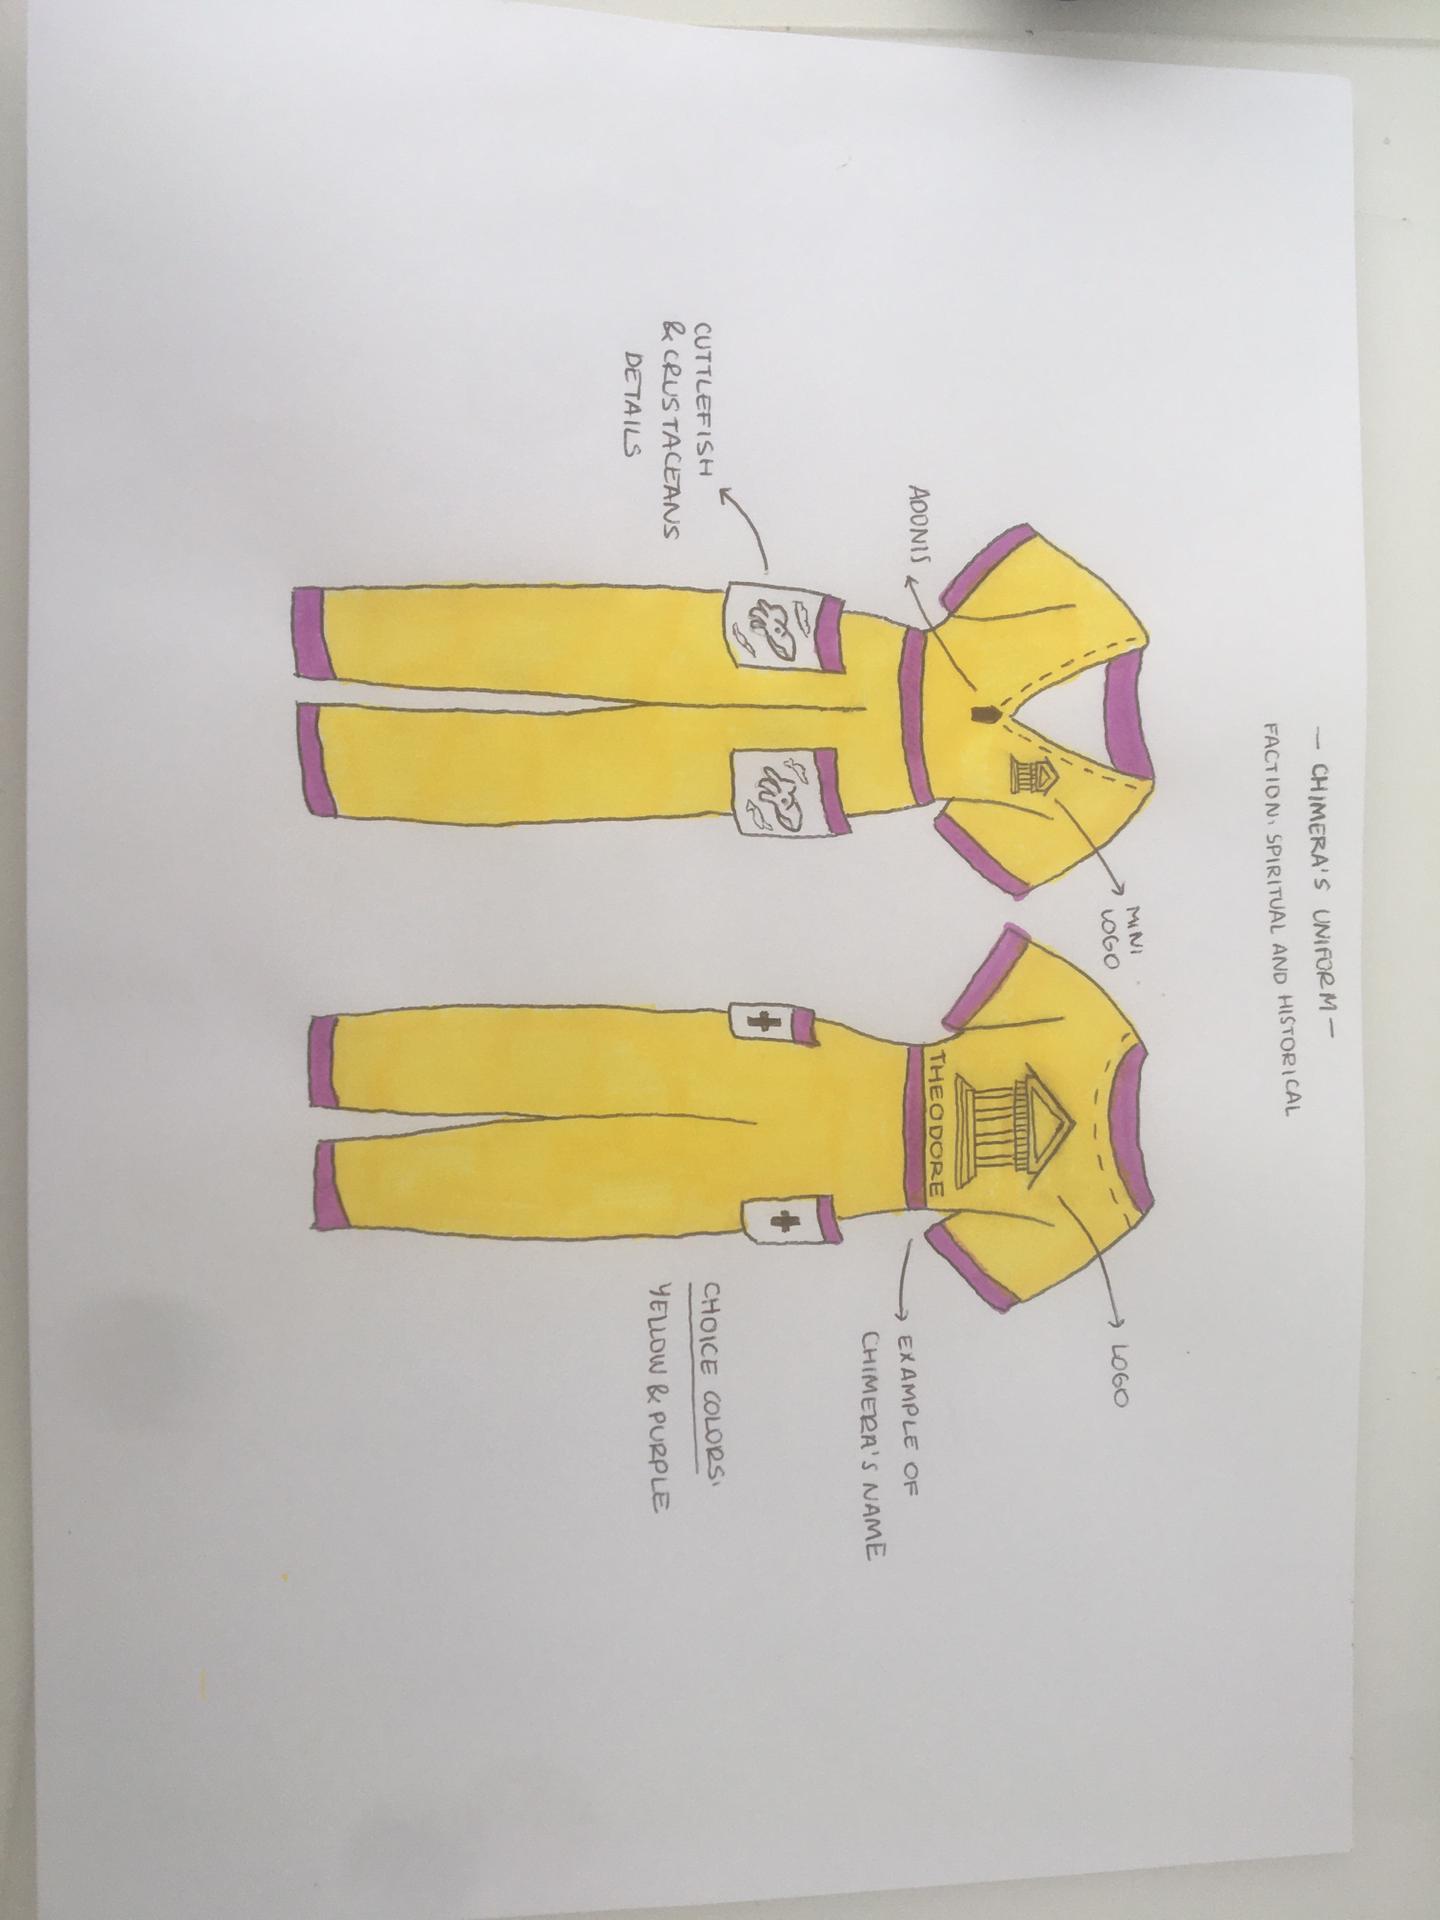 — CHIMERA'S UNIFORM —
FACTION: SPIRITUAL AND HISTORICAL
MINI
LOGO
LOGO
ADONIS
THEODORE
EXAMPLE OF
CHIMERA'S NAME
CUTTLEFISH
& CRUSTACEANS
DETAILS
CHOICE COLORS:
YELLOW & PURPLE